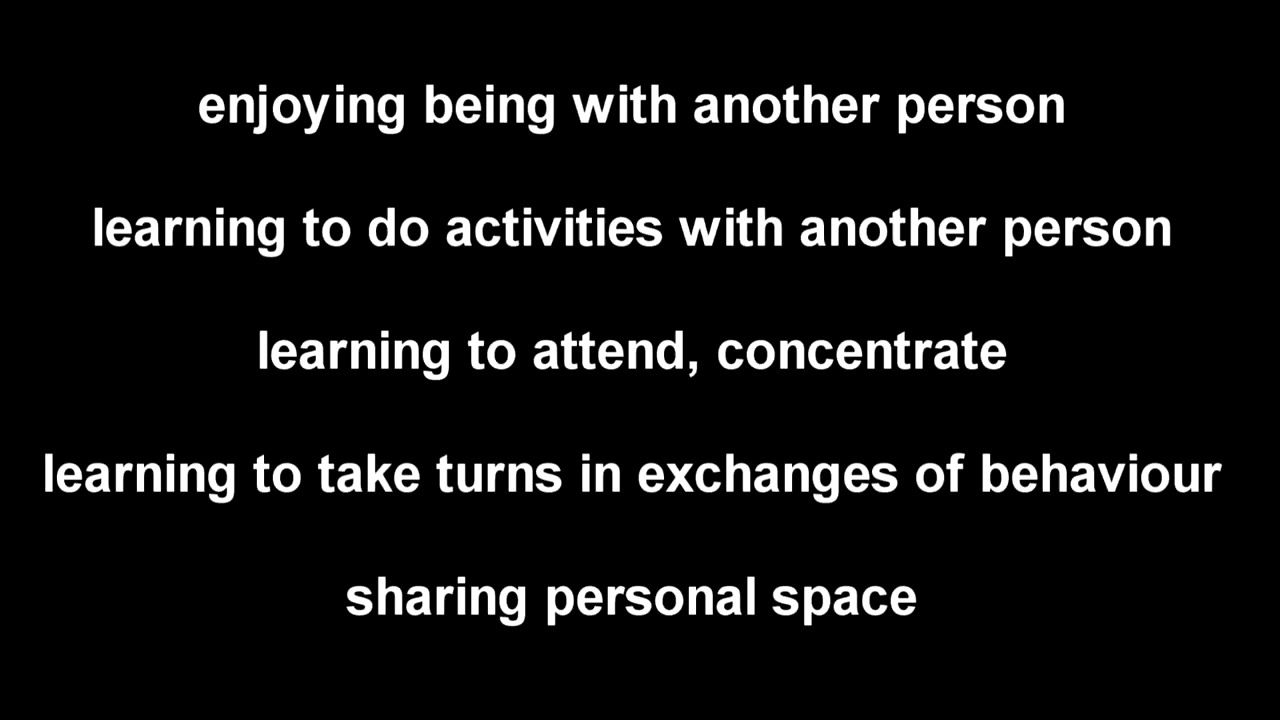 enjoying being with another person
learning to do activities with another person
learning to attend, concentrate
learning to take turns in exchanges of behaviour
sharing personal space